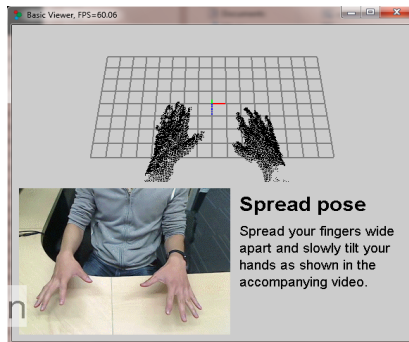 Basic Viewer, FPS=60.06
Spread pose
Spread your fingers wide
apart and slowly tilt your
hands as shown in the
accompanying video.
n